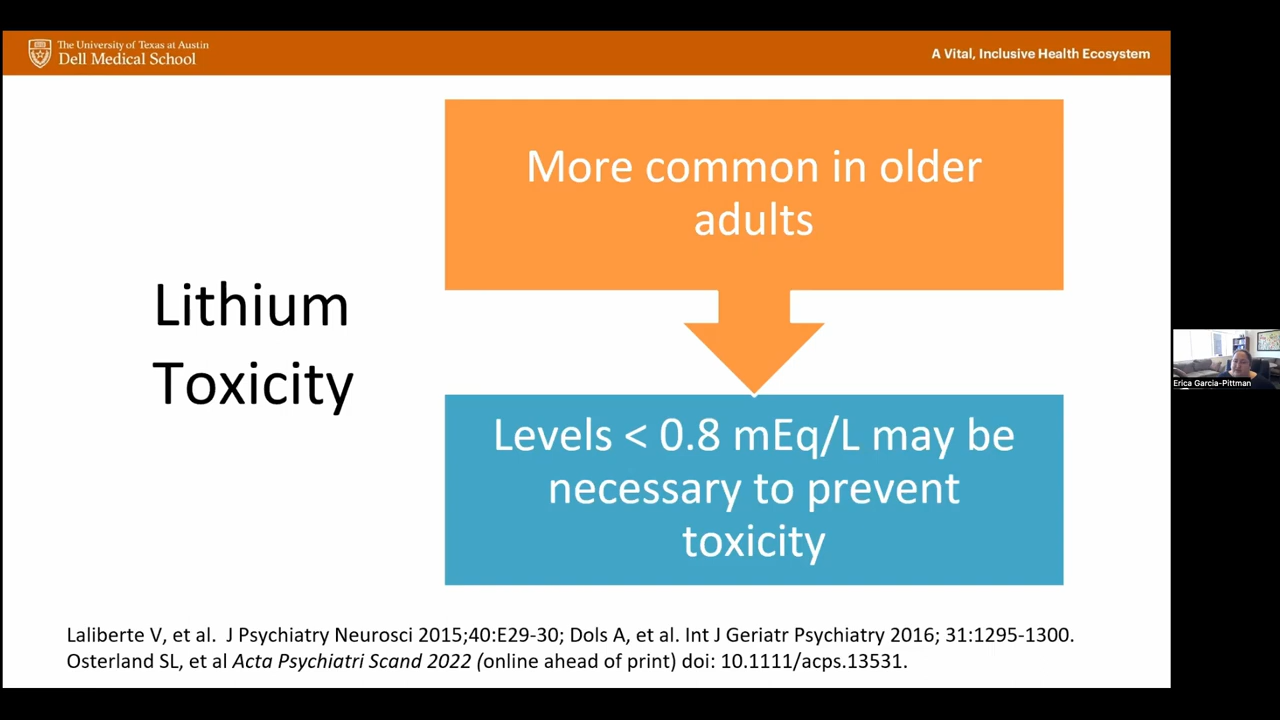 The University of Texas at Austin
Dell Medical School
A Vital, Inclusive Health Ecosystem
More common in older
adults
Lithium
Toxicity
Levels < 0.8 mEq/L may be
necessary to prevent
toxicity
Erica Garcia-Pittman
Laliberte V, et al.  J Psychiatry Neurosci 2015;40:E29-30; Dols A, et al. Int J Geriatr Psychiatry 2016; 31:1295-1300.
Osterland SL, et al Acta Psychiatri Scand 2022 (online ahead of print) doi: 10.1111/acps.13531.